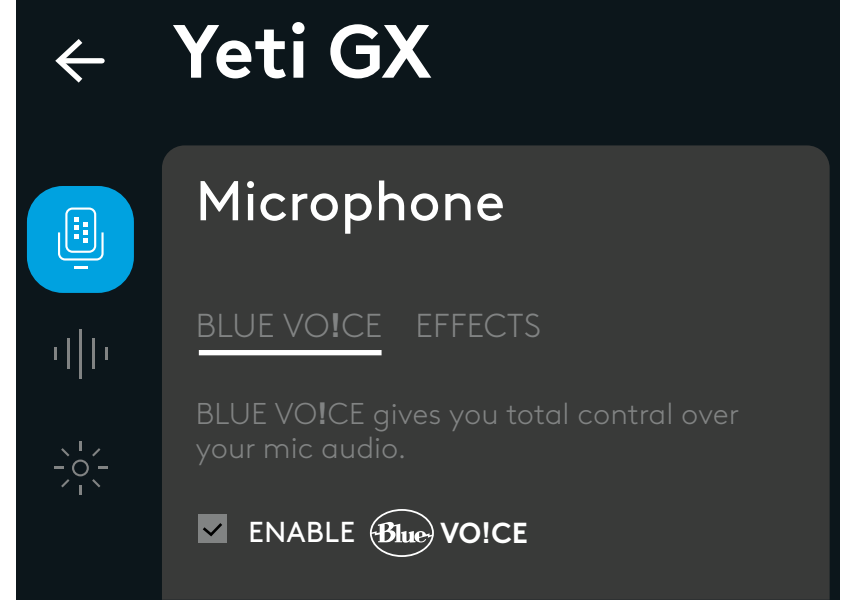 Yeti GX
Microphone
BLUE VO!CE EFFECTS
BLUE VO!CE gives you total contral over
your mic audio.
ENABLE Blue VO!CE